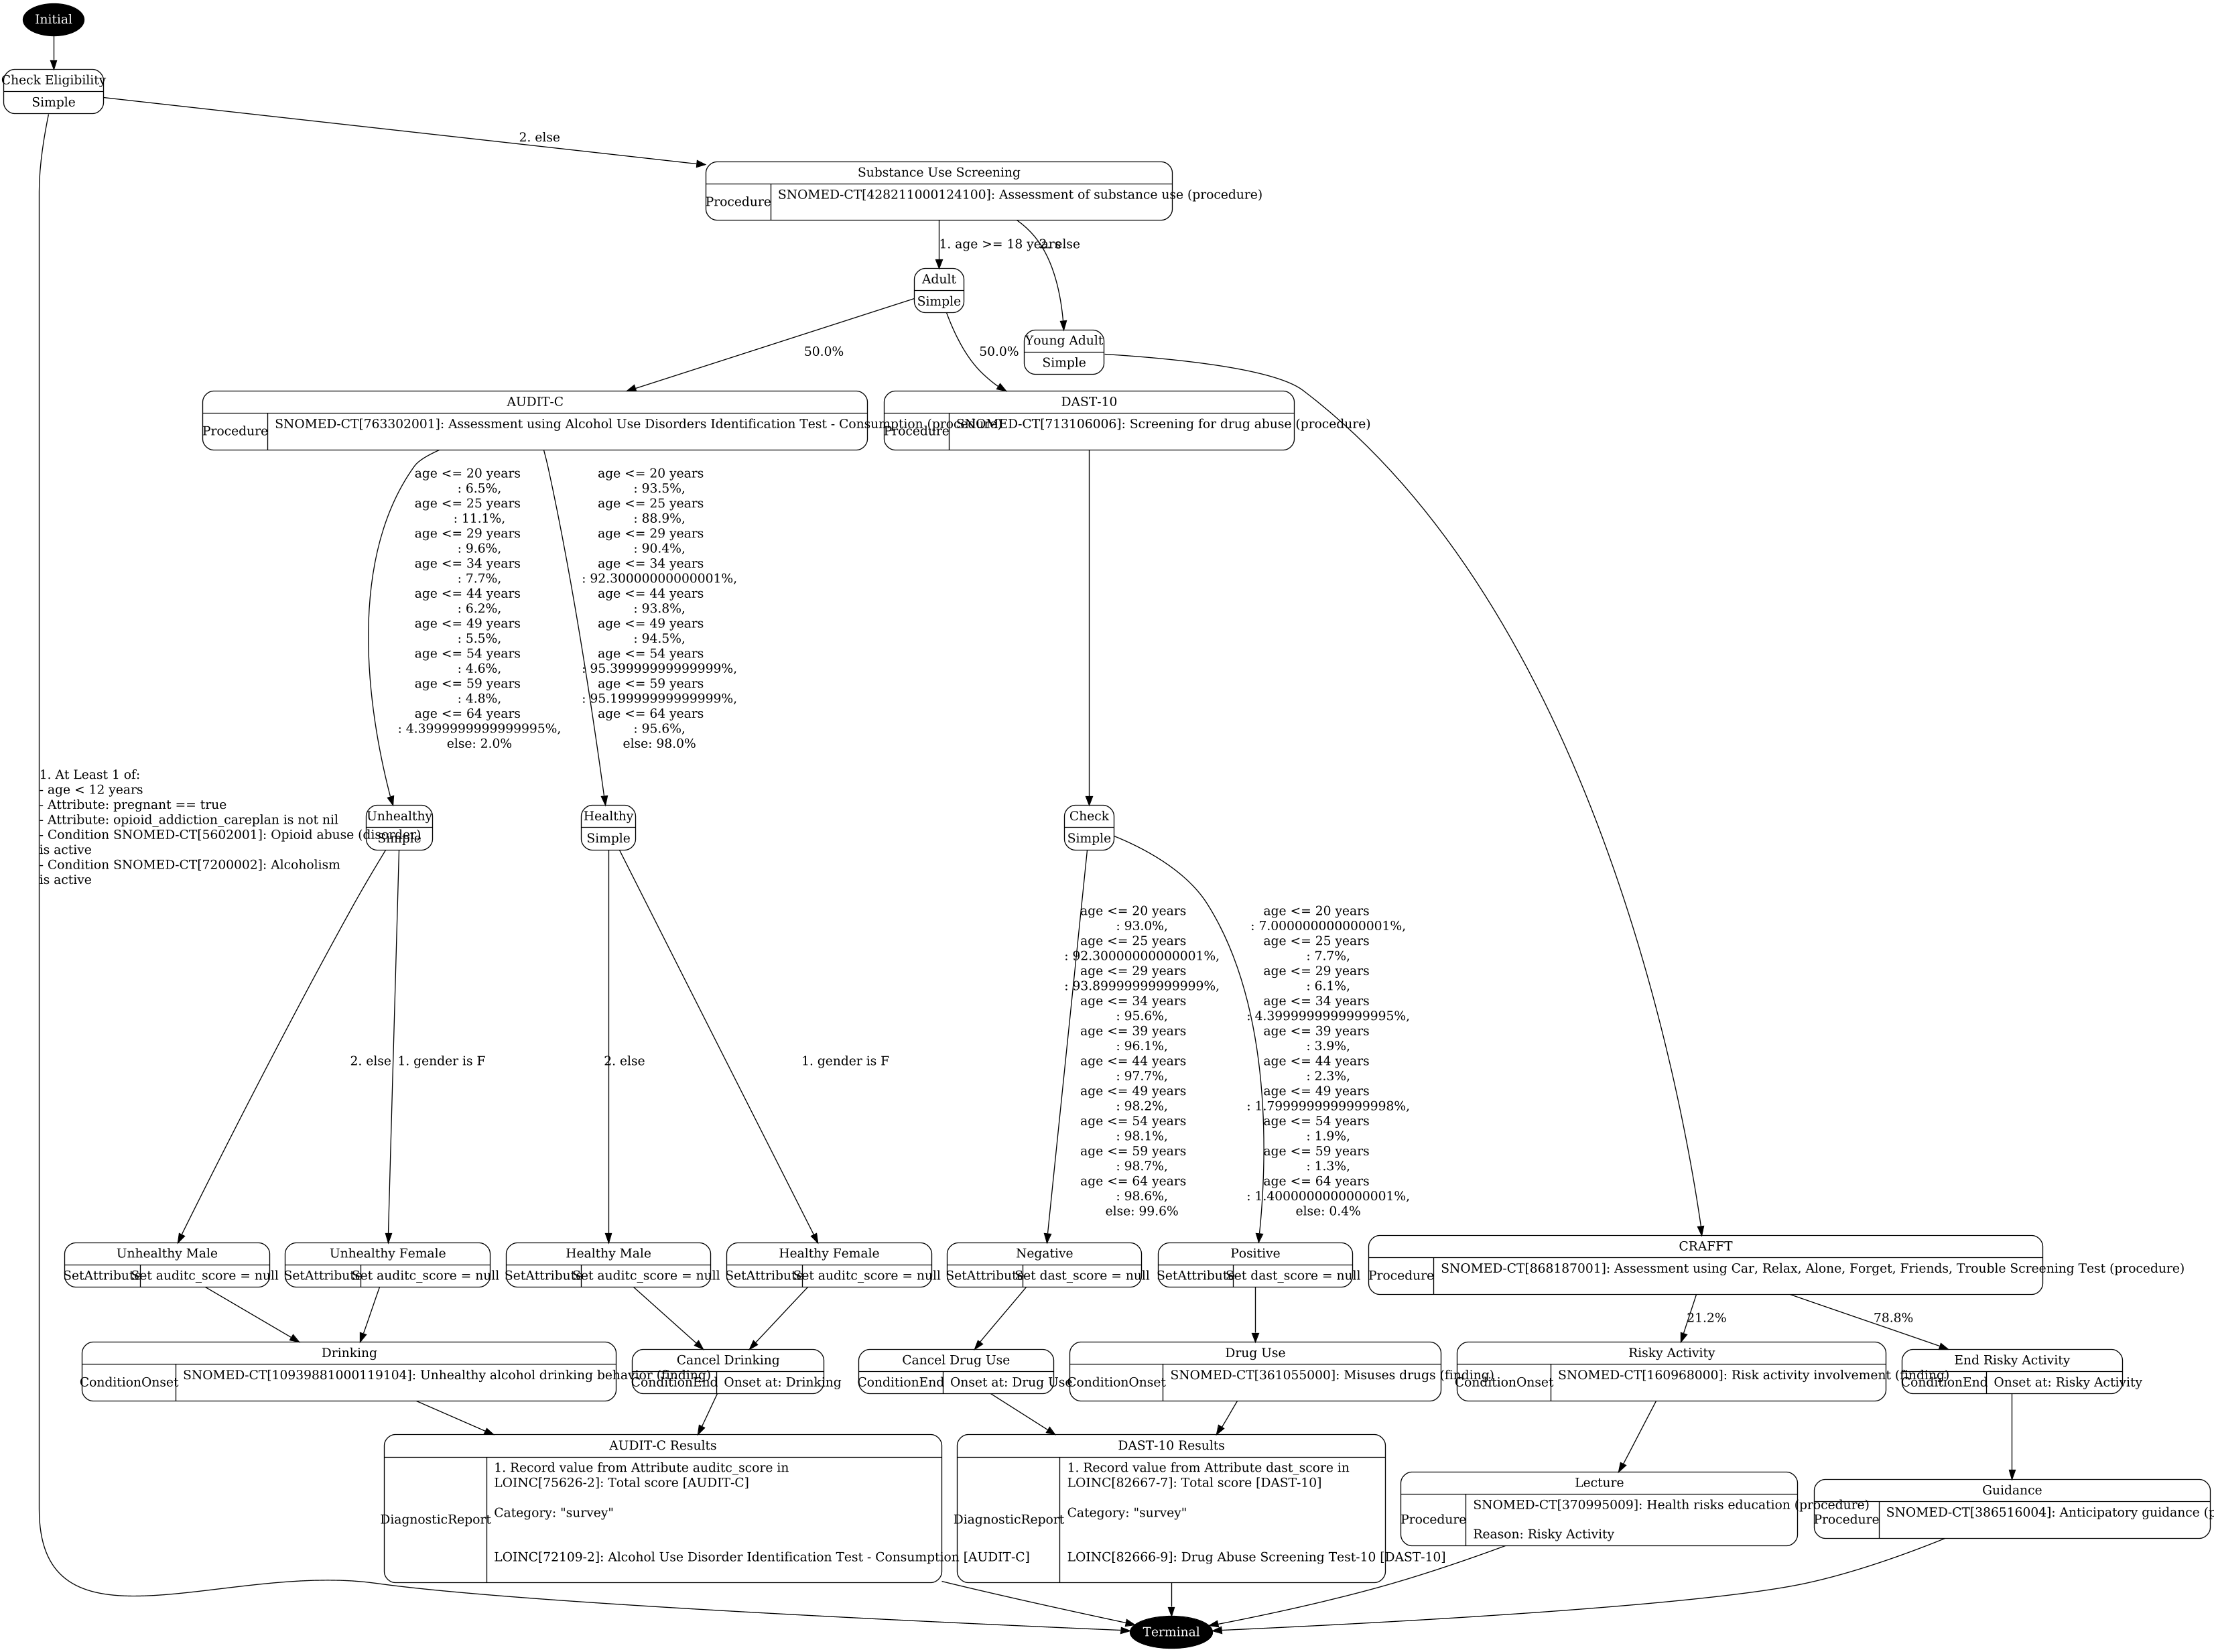 Initial
Check Eligibility
Simple
2. else
Substance Use Screening
Procedure
SNOMED-CT[428211000124100]: Assessment of substance use (procedure)
1. age >= 18 years
2. else
Adult
Simple
Young Adult
Simple
50.0%
50.0%
AUDIT-C
Procedure
SNOMED-CT[763302001]: Assessment using Alcohol Use Disorders Identification Test - Consumption (procedure)
DAST-10
Procedure
SNOMED-CT[713106006]: Screening for drug abuse (procedure)
age <= 20 years
: 6.5%,
age <= 25 years
: 11.1%,
age <= 29 years
: 9.6%,
age <= 34 years
: 7.7%,
age <= 44 years
: 6.2%,
age <= 49 years
: 5.5%,
age <= 54 years
: 4.6%,
age <= 59 years
: 4.8%,
age <= 64 years
: 4.3999999999999995%,
else: 2.0%
age <= 20 years
: 93.5%,
age <= 25 years
: 88.9%,
age <= 29 years
: 90.4%,
age <= 34 years
: 92.30000000000001%,
age <= 44 years
: 93.8%,
age <= 49 years
: 94.5%,
age <= 54 years
: 95.39999999999999%,
age <= 59 years
: 95.19999999999999%,
age <= 64 years
: 95.6%,
else: 98.0%
1. At Least 1 of:
- age < 12 years
- Attribute: pregnant == true
- Attribute: opioid_addiction_careplan is not nil
- Condition SNOMED-CT[5602001]: Opioid abuse (disorder)
is active
- Condition SNOMED-CT[7200002]: Alcoholism
is active
Unhealthy
Simple
Healthy
Simple
Check
Simple
2. else
1. gender is F
2. else
1. gender is F
age <= 20 years
: 93.0%,
age <= 25 years
: 92.30000000000001%,
age <= 29 years
: 93.89999999999999%,
age <= 34 years
: 95.6%,
age <= 39 years
: 96.1%,
age <= 44 years
: 97.7%,
age <= 49 years
: 98.2%,
age <= 54 years
: 98.1%,
age <= 59 years
: 98.7%,
age <= 64 years
: 98.6%,
else: 99.6%
age <= 20 years
: 7.000000000000001%,
age <= 25 years
: 7.7%,
age <= 29 years
: 6.1%,
age <= 34 years
: 4.3999999999999995%,
age <= 39 years
: 3.9%,
age <= 44 years
: 2.3%,
age <= 49 years
: 1.7999999999999998%,
age <= 54 years
: 1.9%,
age <= 59 years
: 1.3%,
age <= 64 years
: 1.4000000000000001%,
else: 0.4%
Unhealthy Male
SetAttribute
Set auditc_score = null
Unhealthy Female
SetAttribute
Set auditc_score = null
Healthy Male
SetAttribute
Set auditc_score = null
Healthy Female
SetAttribute
Set auditc_score = null
Negative
SetAttribute
Set dast_score = null
Positive
SetAttribute
Set dast_score = null
CRAFFT
Procedure
SNOMED-CT[868187001]: Assessment using Car, Relax, Alone, Forget, Friends, Trouble Screening Test (procedure)
21.2%
78.8%
Drinking
ConditionOnset
SNOMED-CT[10939881000119104]: Unhealthy alcohol drinking behavior (finding)
Cancel Drinking
ConditionEnd
Onset at: Drinking
Cancel Drug Use
ConditionEnd
Onset at: Drug Use
Drug Use
ConditionOnset
SNOMED-CT[361055000]: Misuses drugs (finding)
Risky Activity
ConditionOnset
SNOMED-CT[160968000]: Risk activity involvement (finding)
End Risky Activity
ConditionEnd
Onset at: Risky Activity
AUDIT-C Results
DiagnosticReport
1. Record value from Attribute auditc_score in
LOINC[75626-2]: Total score [AUDIT-C]
Category: "survey"
LOINC[72109-2]: Alcohol Use Disorder Identification Test - Consumption [AUDIT-C]
DAST-10 Results
DiagnosticReport
1. Record value from Attribute dast_score in
LOINC[82667-7]: Total score [DAST-10]
Category: "survey"
LOINC[82666-9]: Drug Abuse Screening Test-10 [DAST-10]
Lecture
Procedure
SNOMED-CT[370995009]: Health risks education (procedure)
Reason: Risky Activity
Guidance
Procedure
SNOMED-CT[386516004]: Anticipatory guidance (p
Terminal